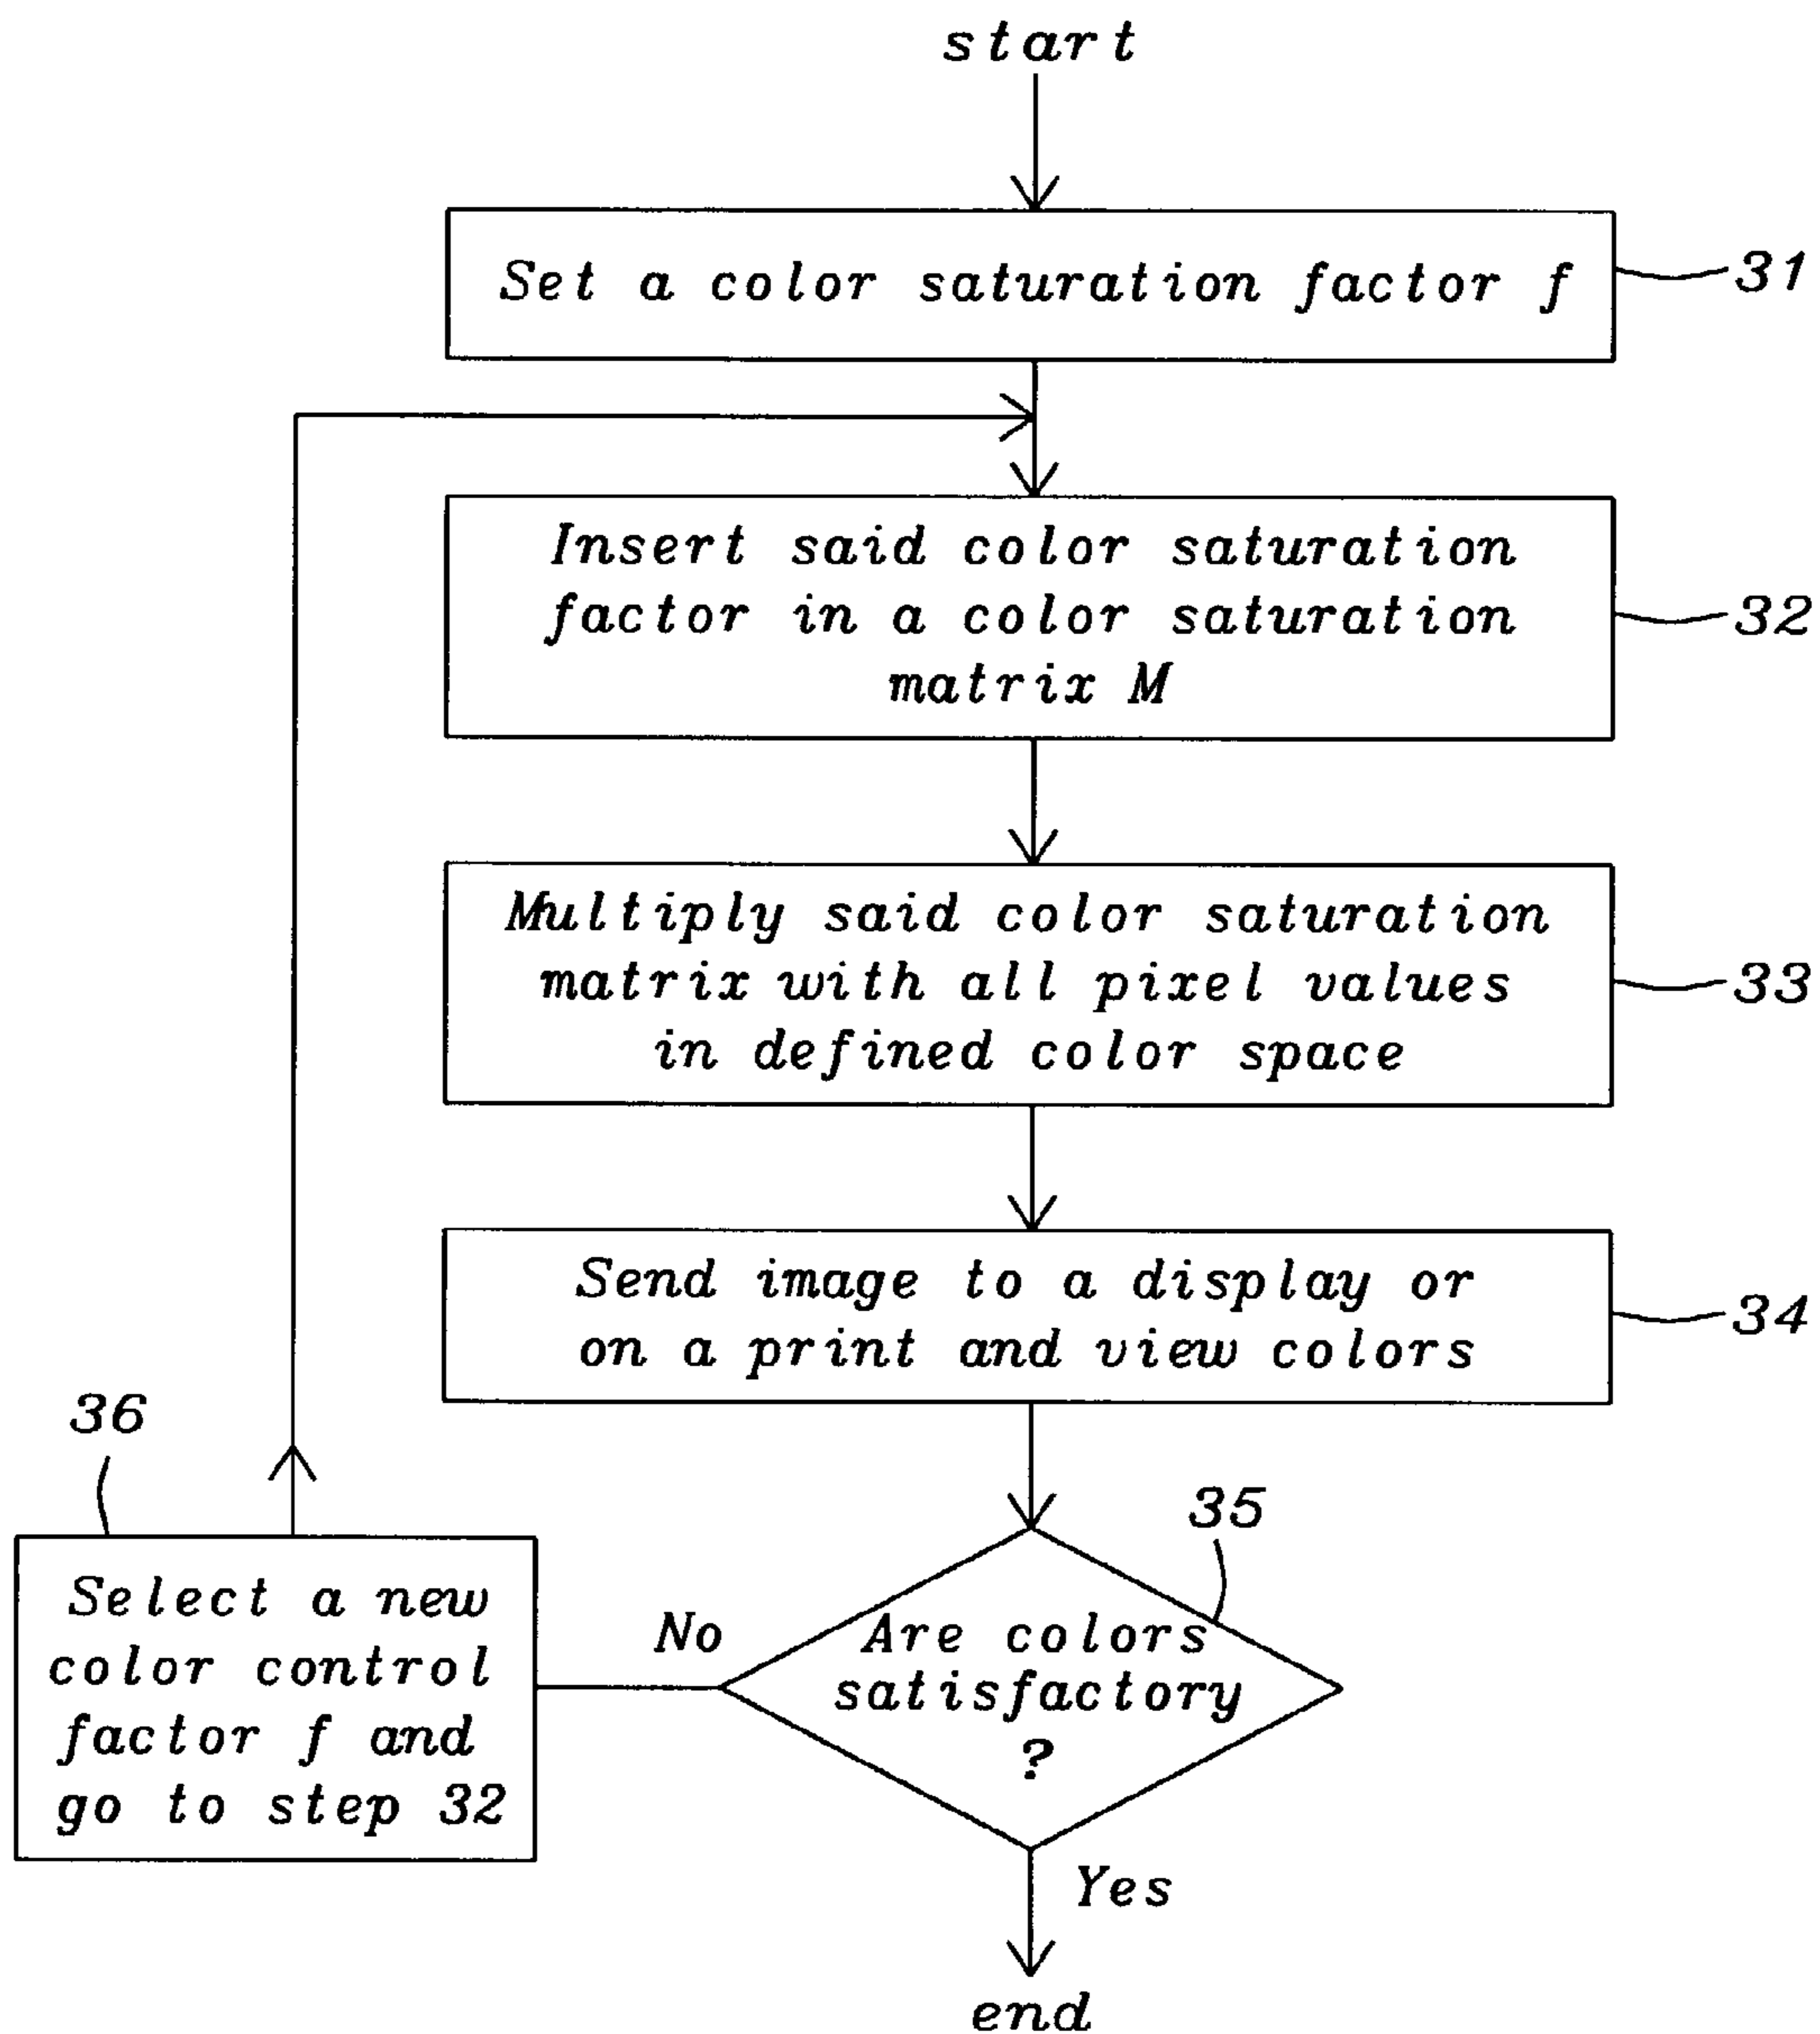 start
Set a color saturation factor f
31
Insert said color saturation
factor in a color saturation
matrix M
32
Multiply said color saturation
matrix with all pixel values
in defined color space
33
Send image to a display or
on a print and view colors
34
35
Are colors
satisfactory
?
No
36
Select a new
color control
factor f and
go to step 32
Yes
end